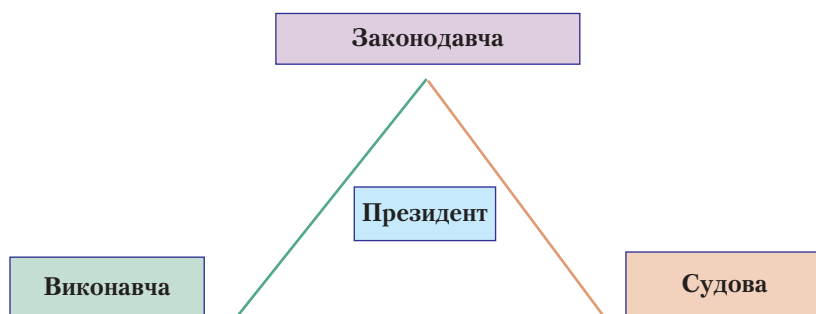 Законодавча
Президент
Виконавча
Судова